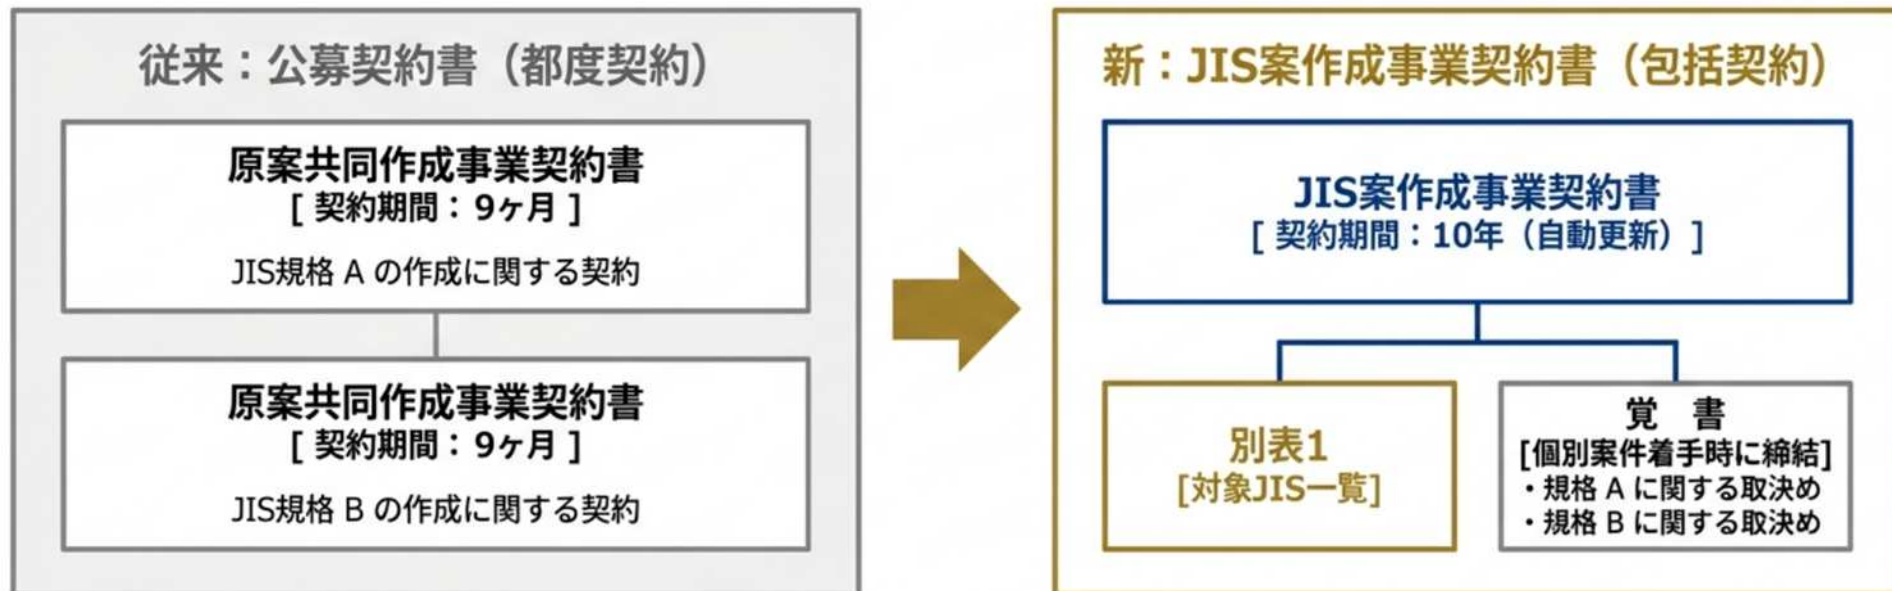 従来：公募契約書（都度契約）
原案共同作成事業契約書
[ 契約期間：9ヶ月 ]
JIS規格 A の作成に関する契約
原案共同作成事業契約書
[ 契約期間：9ヶ月 ]
JIS規格 B の作成に関する契約
新：JIS案作成事業契約書（包括契約）
JIS案作成事業契約書
[ 契約期間：10年（自動更新）]
別表1
[対象JIS一覧]
覚　書
[個別案件着手時に締結]
・規格 A に関する取決め
・規格 B に関する取決め